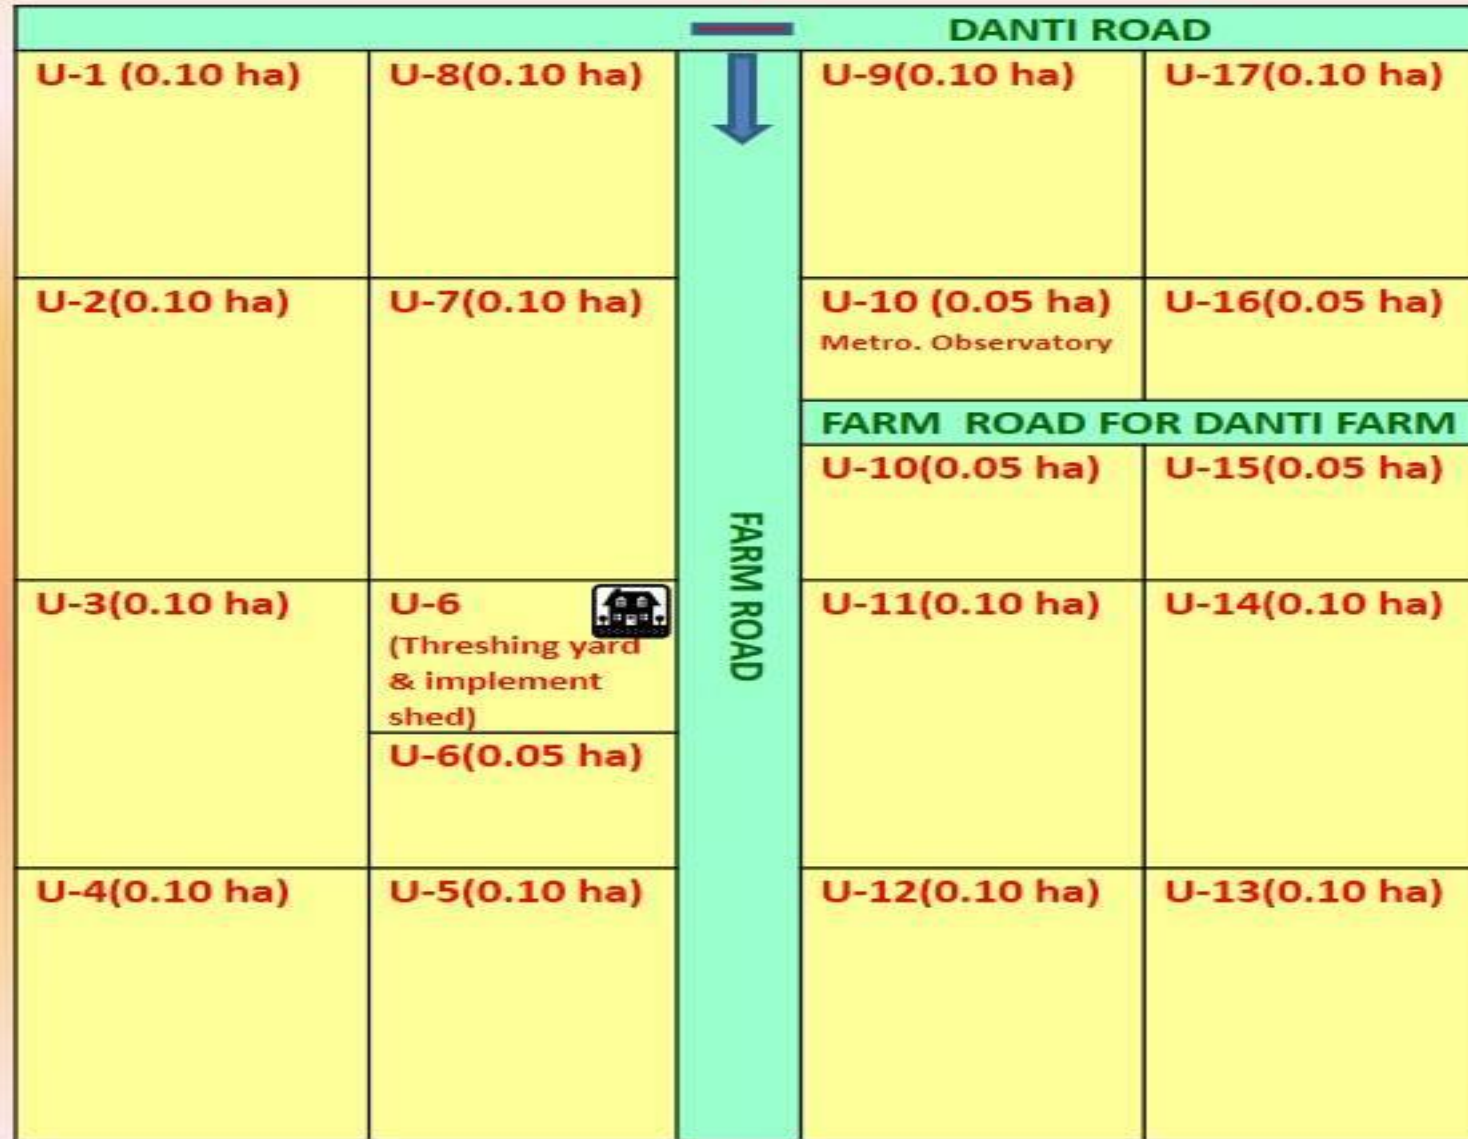 DANTI ROAD
U-1 (0.10 ha)
U-8(0.10 ha)
U-9(0.10 ha)
U-17(0.10 ha)
U-2(0.10 ha)
U-7(0.10 ha)
U-10 (0.05 ha)
Metro. Observatory
U-16(0.05 ha)
FARM ROAD FOR DANTI FARM
U-10(0.05 ha)
U-15(0.05 ha)
FARM ROAD
U-3(0.10 ha)
U-6
(Threshing yard
& implement
shed)
U-6(0.05 ha)
U-11(0.10 ha)
U-14(0.10 ha)
U-4(0.10 ha)
U-5(0.10 ha)
U-12(0.10 ha)
U-13(0.10 ha)